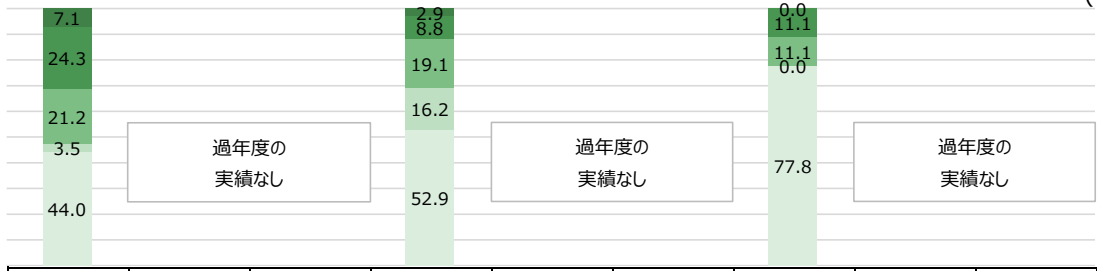 7.1
24.3
21.2
3.5
44.0
過年度の
実績なし
2.9
8.8
19.1
16.2
52.9
過年度の
実績なし
0.0
11.1
11.1
0.0
77.8
過年度の
実績なし